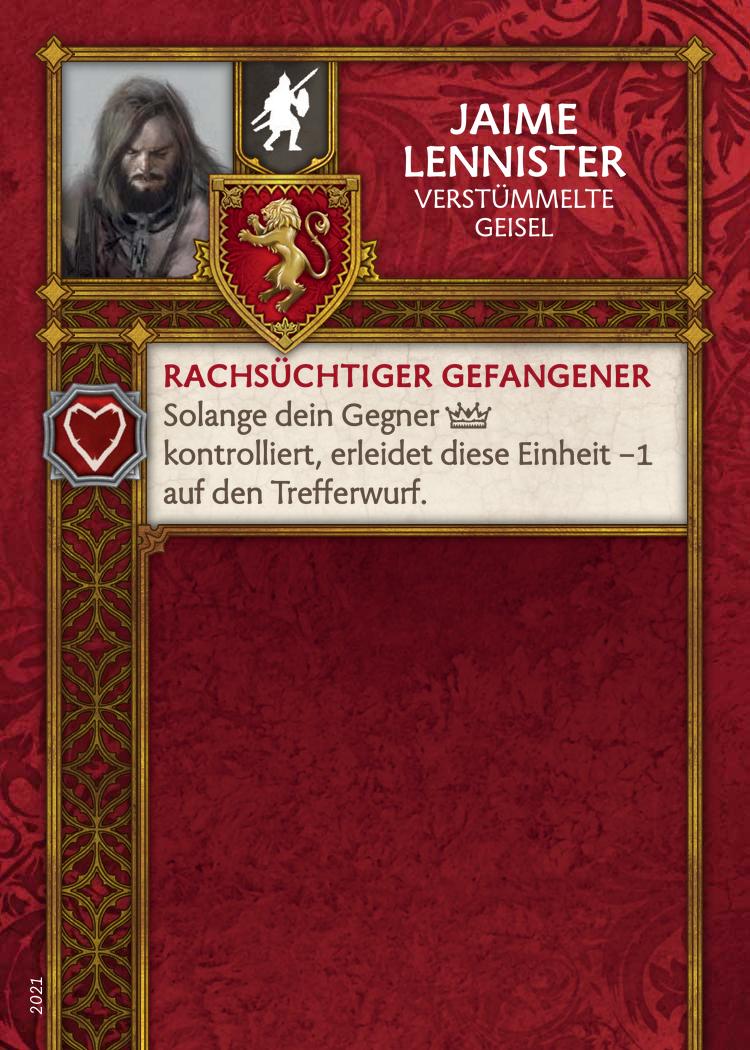 JAIME
LENNISTER
VERSTÜMMELTE
GEISEL
RACHSÜCHTIGER GEFANGENER
Solange dein Gegner
kontrolliert, erleidet diese Einheit –1
auf den Trefferwurf.
2021